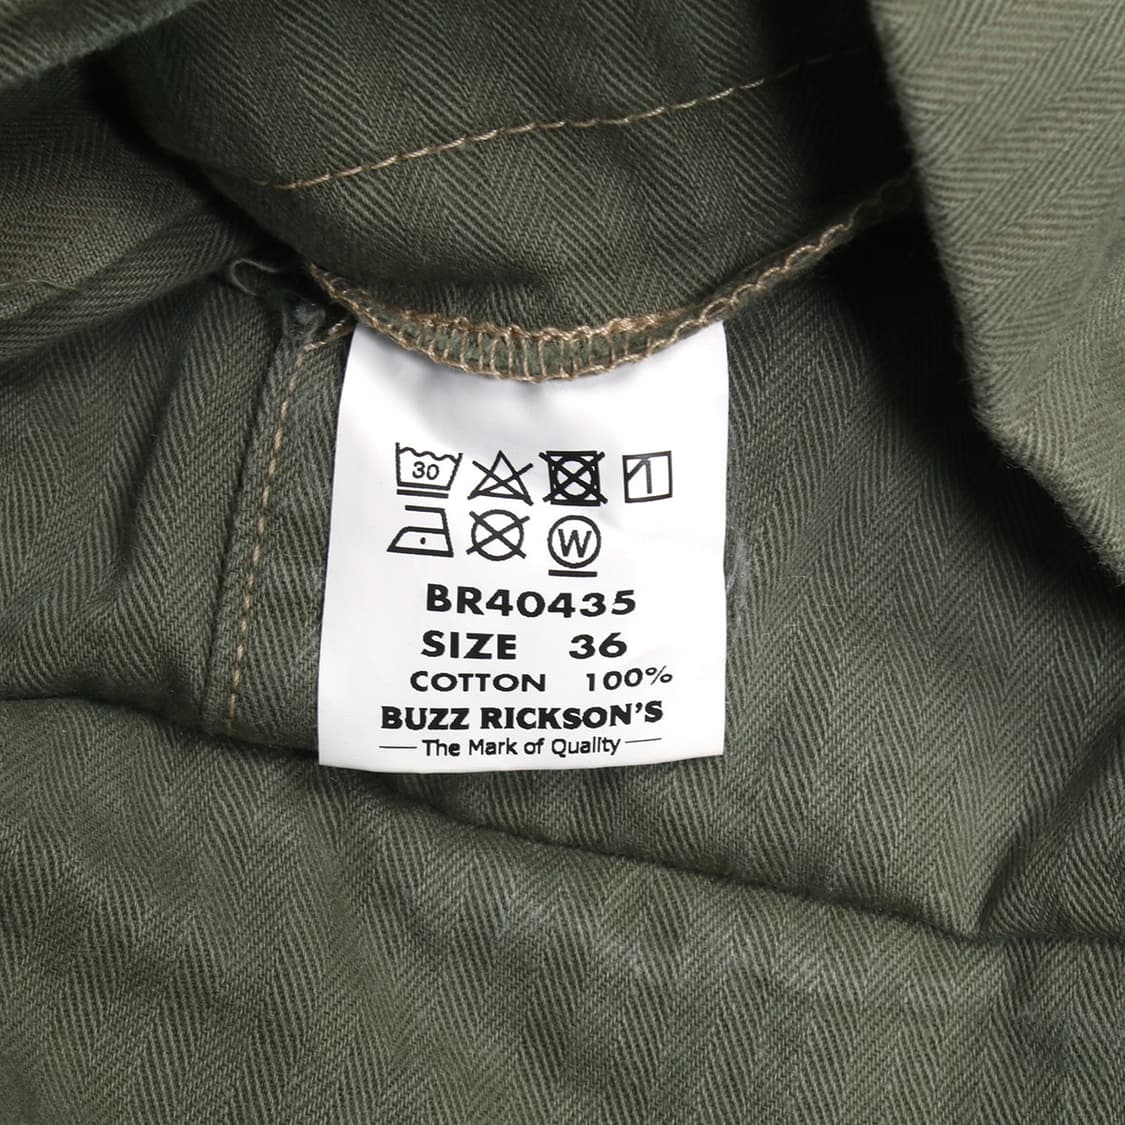 30
W
BR40435
SIZE 36
COTTON 100%
BUZZ RICKSON'S
The Mark of Quality